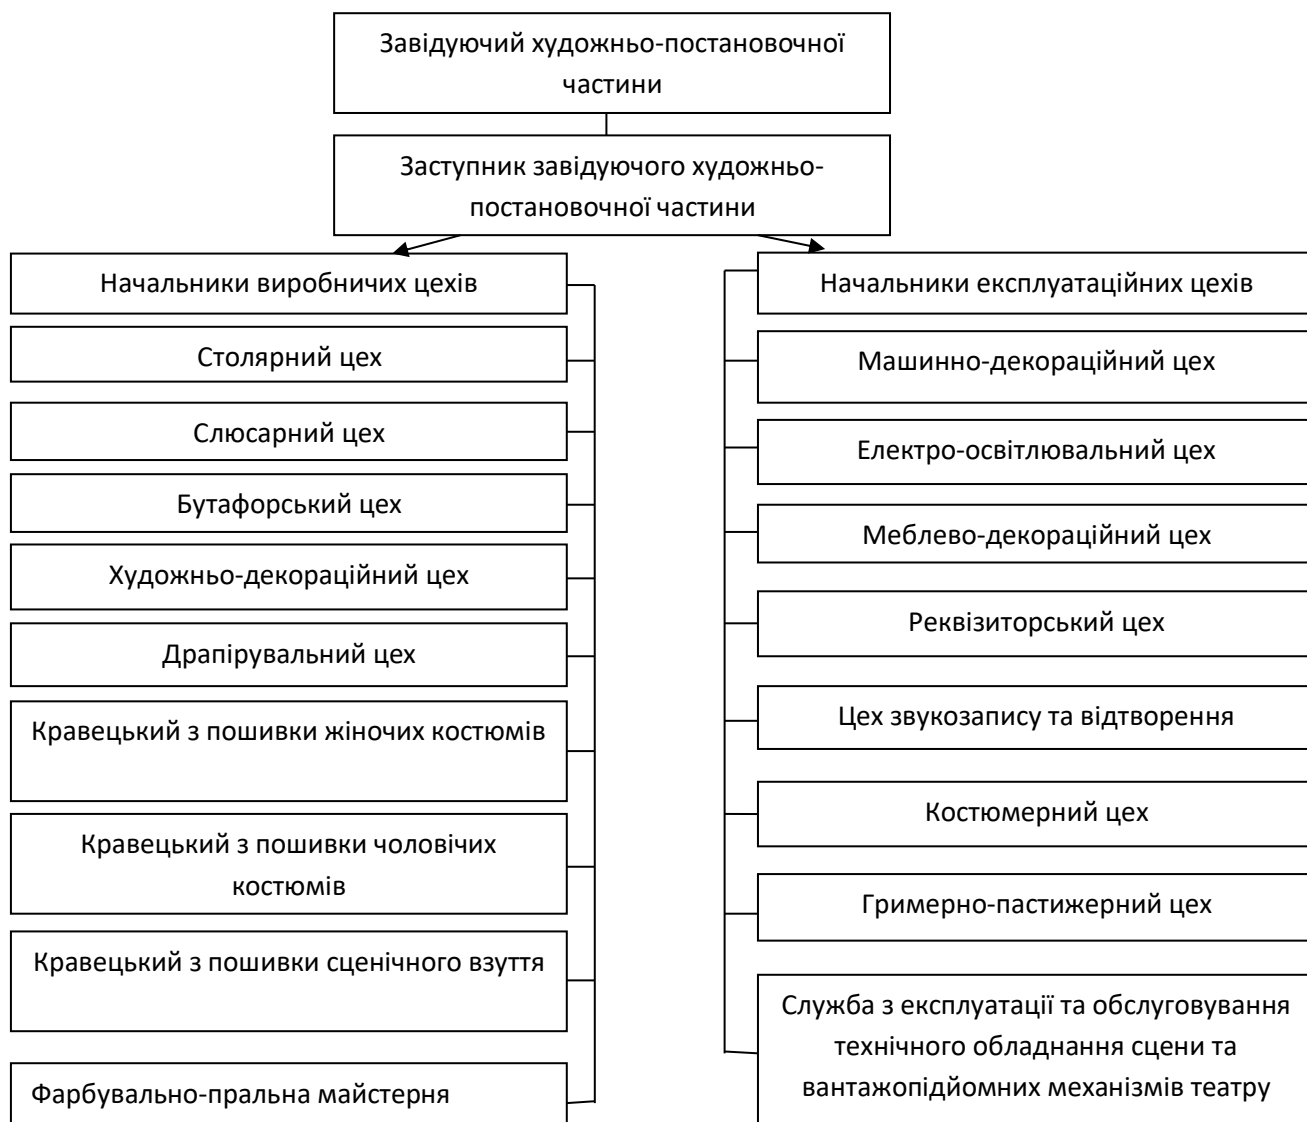 Завідуючий художньо-постановочної
частини
Заступник завідуючого художньо-
постановочної частини
Начальники виробничих цехів
Столярний цех
Слюсарний цех
Бутафорський цех
Художньо-декораційний цех
Драпірувальний цех
Кравецький з пошивки жіночих костюмів
Кравецький з пошивки чоловічих
костюмів
Кравецький з пошивки сценічного взуття
Фарбувально-пральна майстерня
Начальники експлуатаційних цехів
Машинно-декораційний цех
Електро-освітлювальний цех
Меблево-декораційний цех
Реквізиторський цех
Цех звукозапису та відтворення
Костюмерний цех
Гримерно-пастижерний цех
Служба з експлуатації та обслуговування
технічного обладнання сцени та
вантажопідйомних механізмів театру